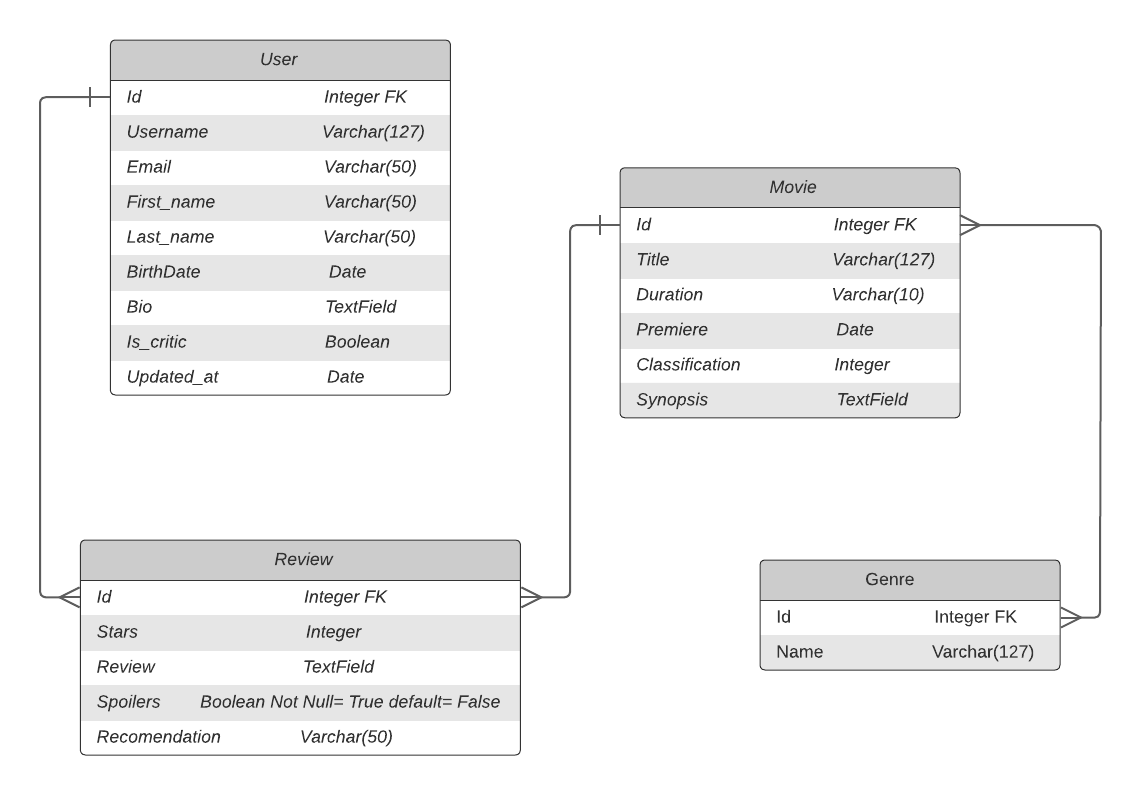 User
Id Integer FK
Username Varchar(127)
Email Varchar(50)
First_name Varchar(50)
Last_name Varchar(50)
BirthDate Date
Bio TextField
Is_critic Boolean
Updated_at Date
Movie
Id Integer FK
Title Varchar(127)
Duration Varchar(10)
Premiere Date
Classification Integer
Synopsis TextField
Review
Id Integer FK
Stars Integer
Review TextField
Spoilers Boolean Not Null= True default= False
Recomendation Varchar(50)
Genre
Id Integer FK
Name Varchar(127)